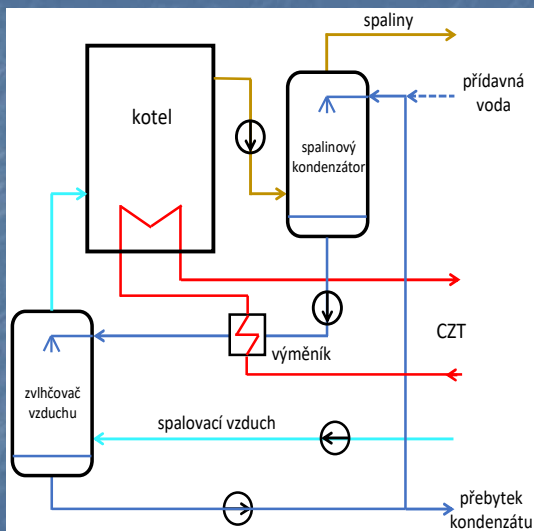 spaliny
kotel
přídavná
voda
spalinový
kondenzátor
CZT
výměník
zvlhčovač
vzduchu
spalovací vzduch
přebytek
kondenzátu